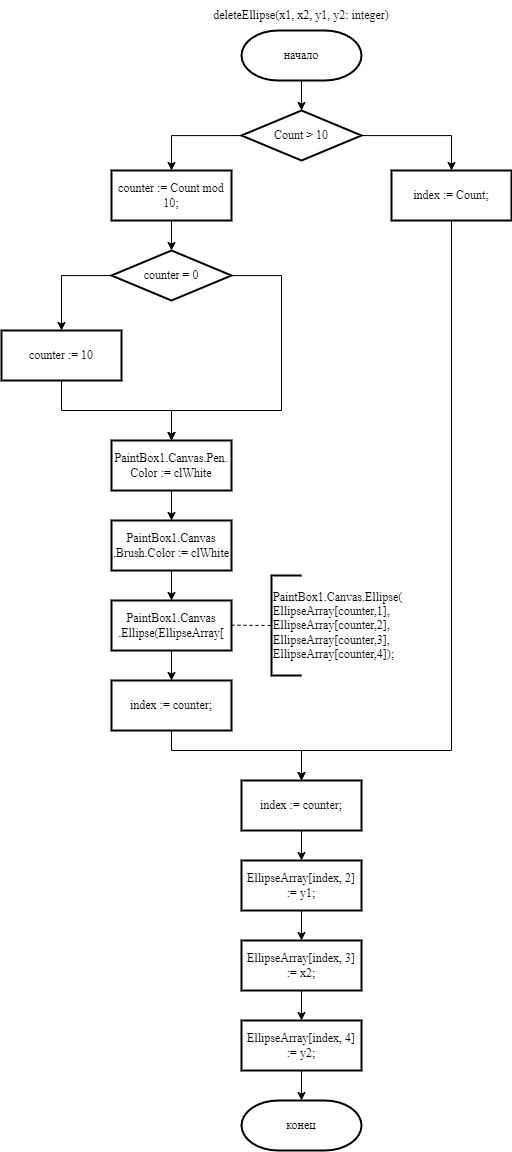 deleteEllipse(x1, x2, y1, y2: integer)
начало
Count > 10
counter := Count mod
10;
index := Count;
counter = 0
counter := 10
PaintBox1.Canvas.Pen.
Color := clWhite
PaintBox1.Canvas
.Brush.Color := clWhite
PaintBox1.Canvas
.Ellipse(EllipseArray[
PaintBox1.Canvas.Ellipse(
EllipseArray[counter,1],
EllipseArray[counter,2],
EllipseArray[counter,3],
EllipseArray[counter,4]);
index := counter;
index := counter;
EllipseArray[index, 2]
:= y1;
EllipseArray[index, 3]
:= x2;
EllipseArray[index, 4]
:= y2;
конец